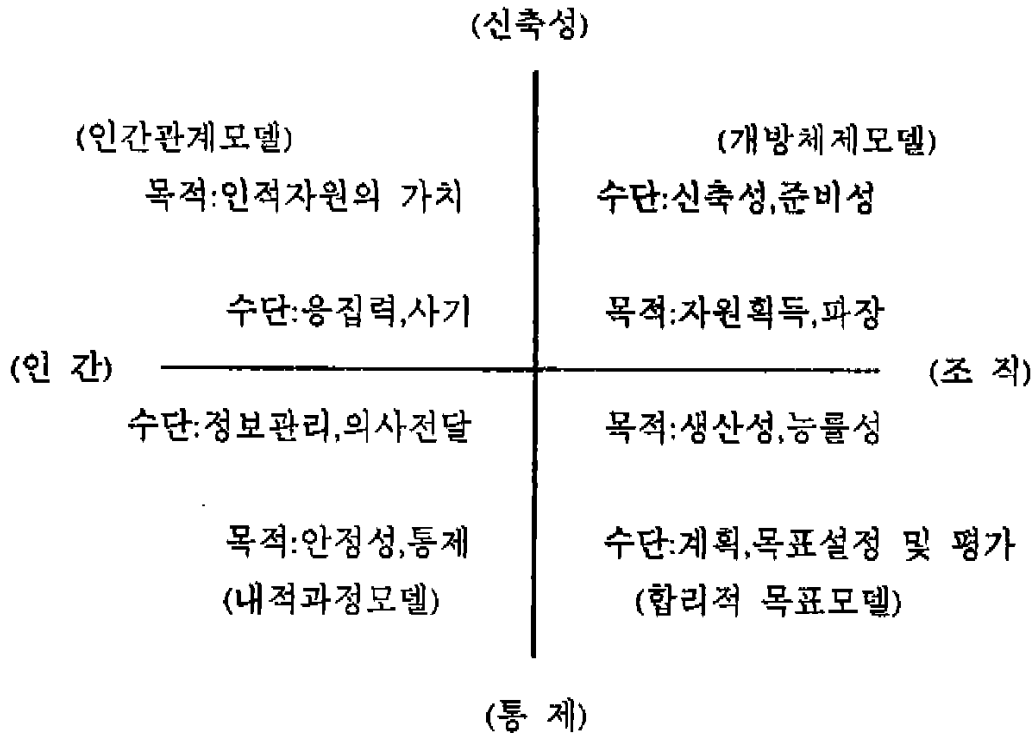 (신축성)
(인간관계모델) (개방체제모델)
목적:인적자원의 가치 수단:신축성,준비성
수단:응집력,사기 목적:자원획득,파장
(인 간) (조 직)
수단:정보관리,의사전달 목적:생산성,능률성
목적:안정성,통제 수단:계획,목표설정 및 평가
(내적과정모델) (합리적 목표모델)
(통 제)